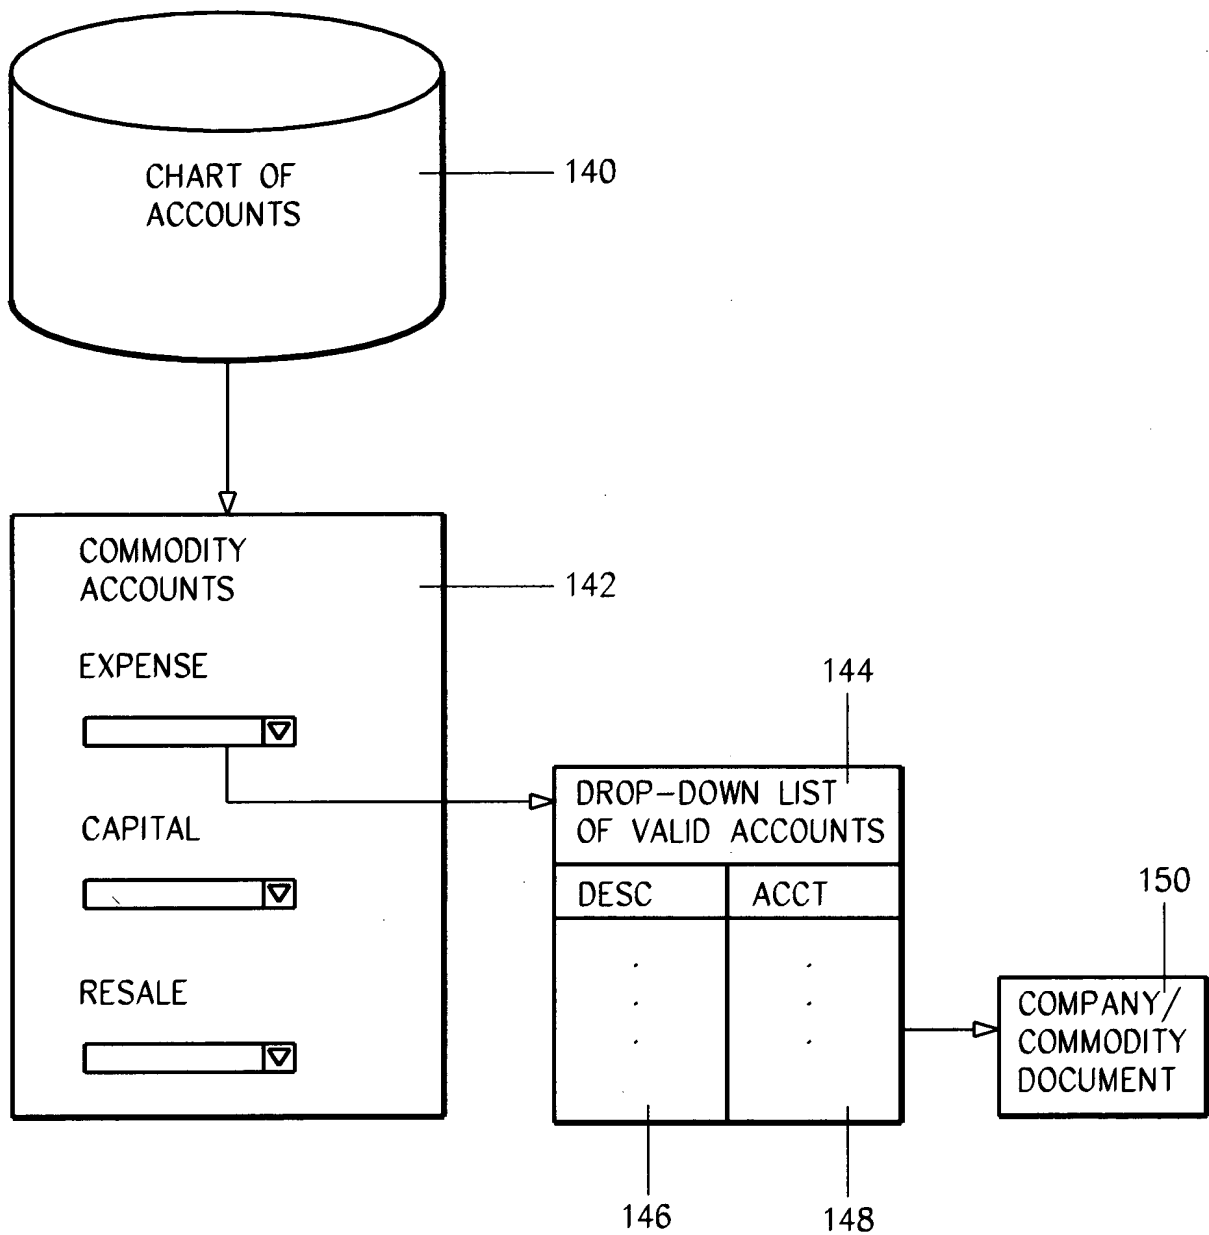 CHART OF
ACCOUNTS
140
COMMODITY
ACCOUNTS
142
EXPENSE
CAPITAL
RESALE
144
DROP-DOWN LIST
OF VALID ACCOUNTS
DESC
ACCT
146
148
150
COMPANY/
COMMODITY
DOCUMENT